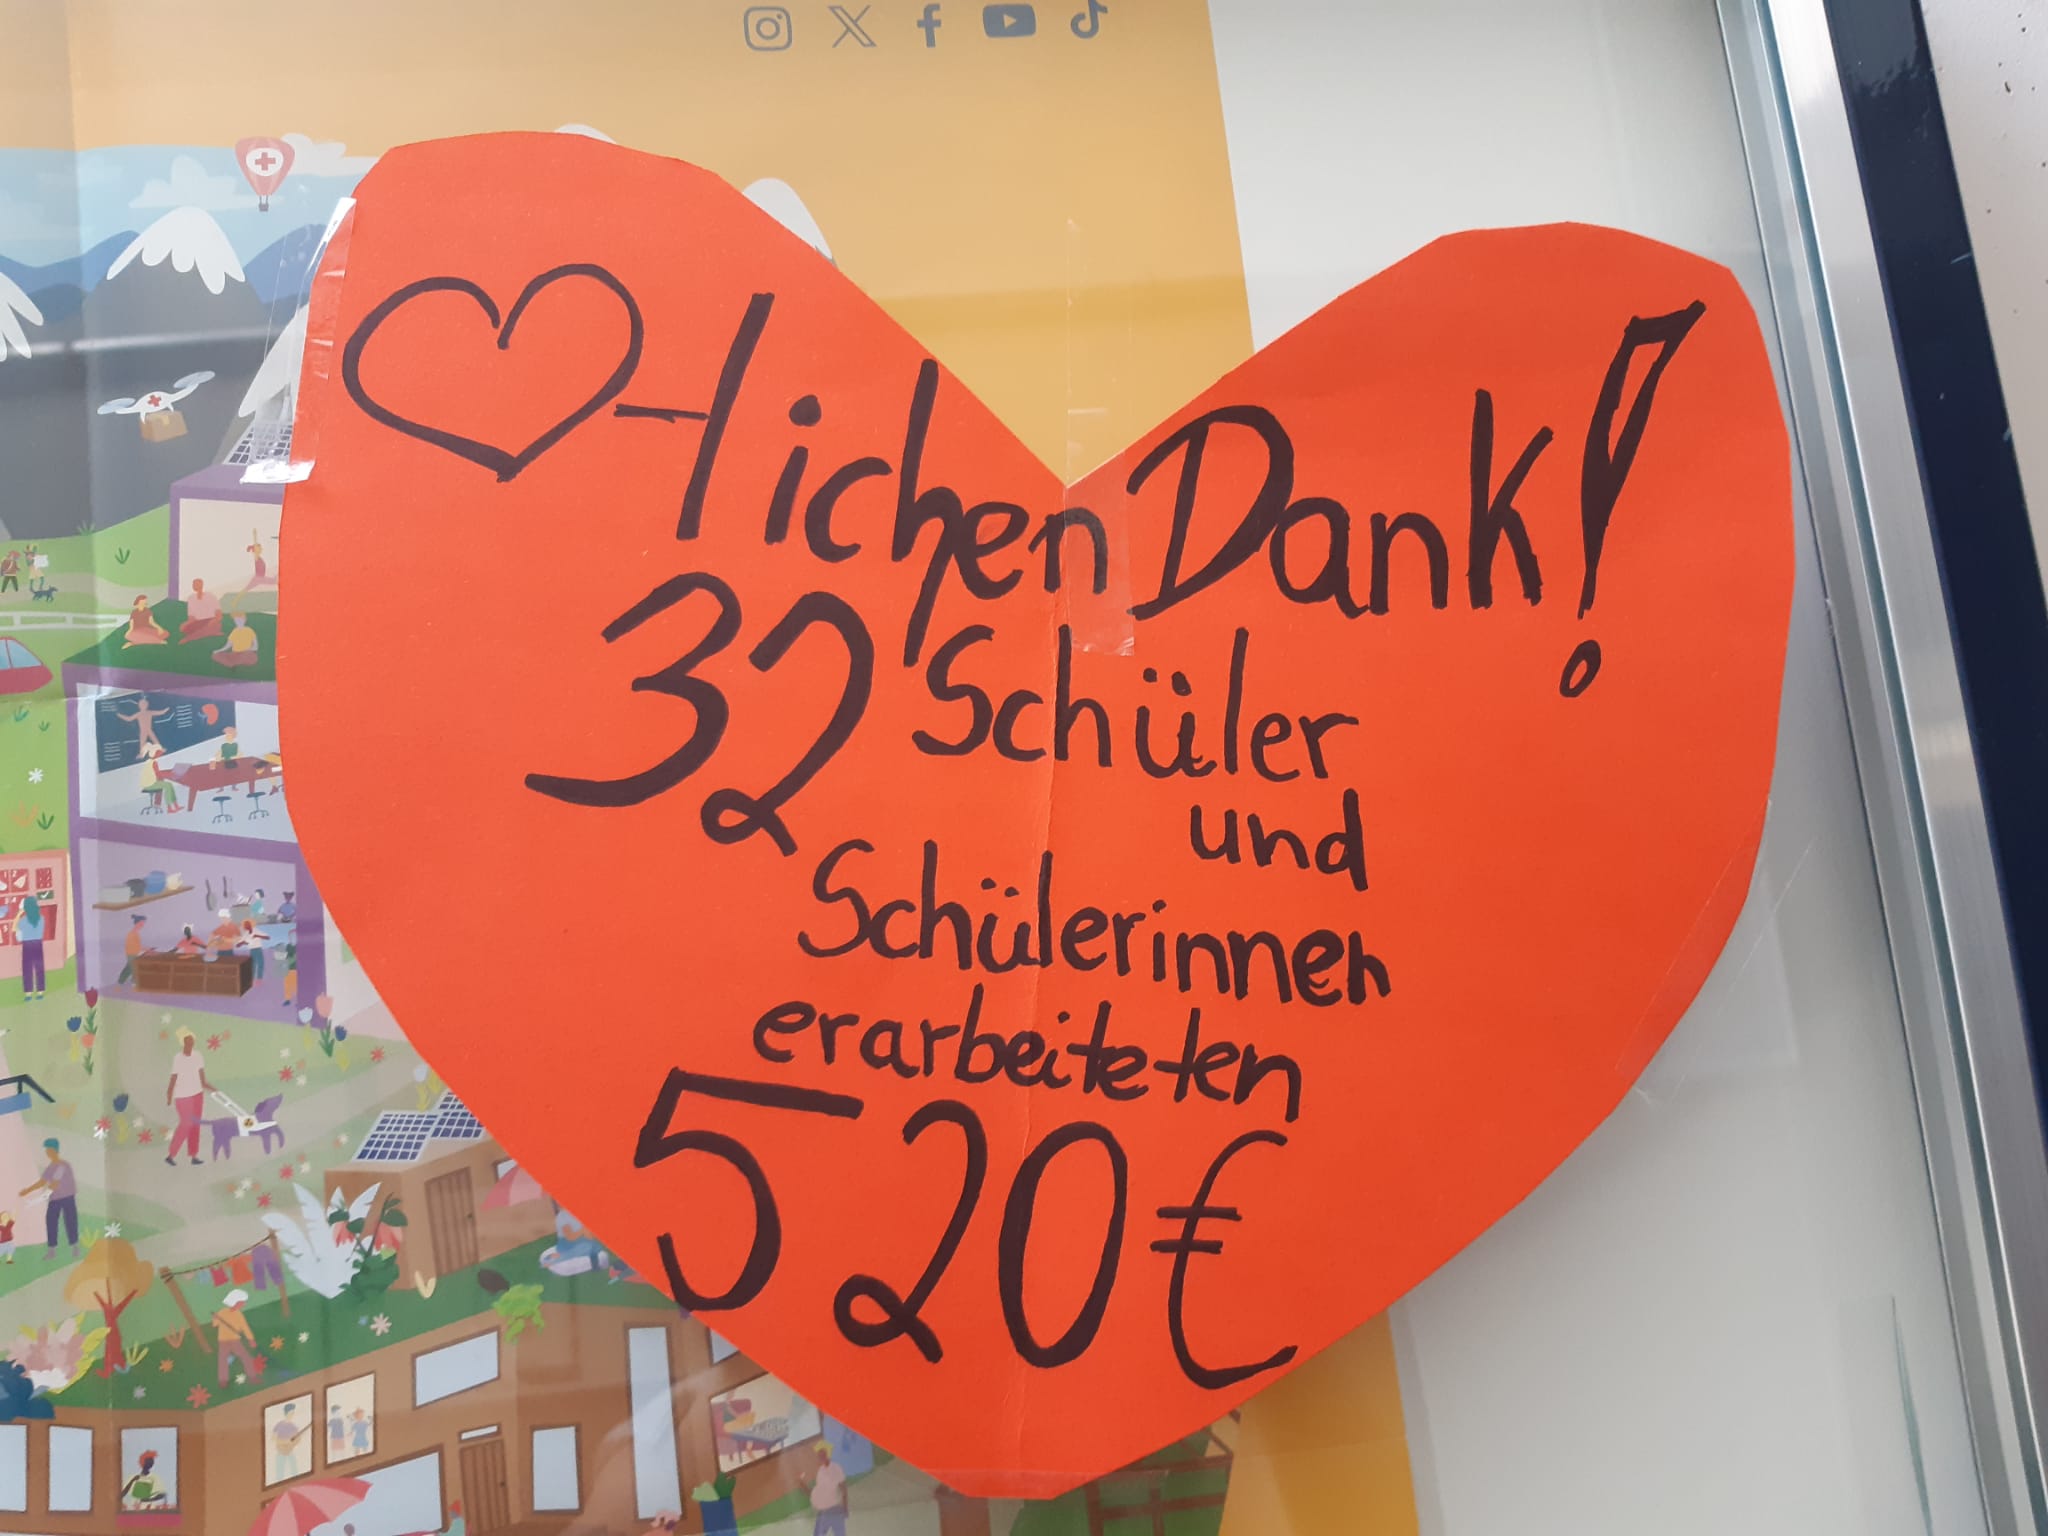 ♡-lichen Dank!
32 Schüler
und
Schülerinnen
erarbeiteten
520€